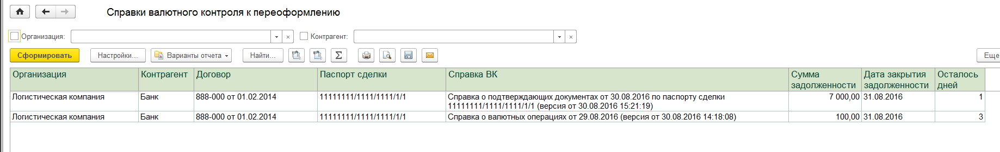 Справки валютного контроля к переоформлению
Организация:
Контрагент:
Сформировать Настройки... Варианты отчета Найти... Еще
Организация Контрагент Договор Паспорт сделки Справка ВК Сумма задолженности Дата закрытия задолженности Осталось дней
Логистическая компания Банк 888-000 от 01.02.2014 11111111/1111/1111/1/1 Справка о подтверждающих документах от 30.08.2016 по паспорту сделки 7 000,00 31.08.2016 1
11111111/1111/1111/1/1 (версия от 30.08.2016 15:21:19)
Логистическая компания Банк 888-000 от 01.02.2014 11111111/1111/1111/1/1 Справка о валютных операциях от 29.08.2016 (версия от 30.08.2016 14:18:08) 100,00 31.08.2016 3